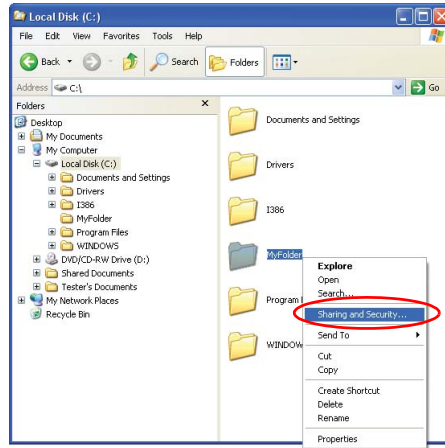 Local Disk (C:)
File Edit View Favorites Tools Help
Back Search Folders
Address C:\ Go
Folders x
Desktop
My Documents
My Computer
Local Disk (C:)
Documents and Settings
Drivers
I386
MyFolder
Program Files
WINDOWS
DVD/CD-RW Drive (D:)
Shared Documents
Tester's Documents
My Network Places
Recycle Bin
Documents and Settings
Drivers
I386
MyFolder
Program
WINDOW
Explore
Open
Search...
Sharing and Security...
Send To
Cut
Copy
Create Shortcut
Delete
Rename
Properties